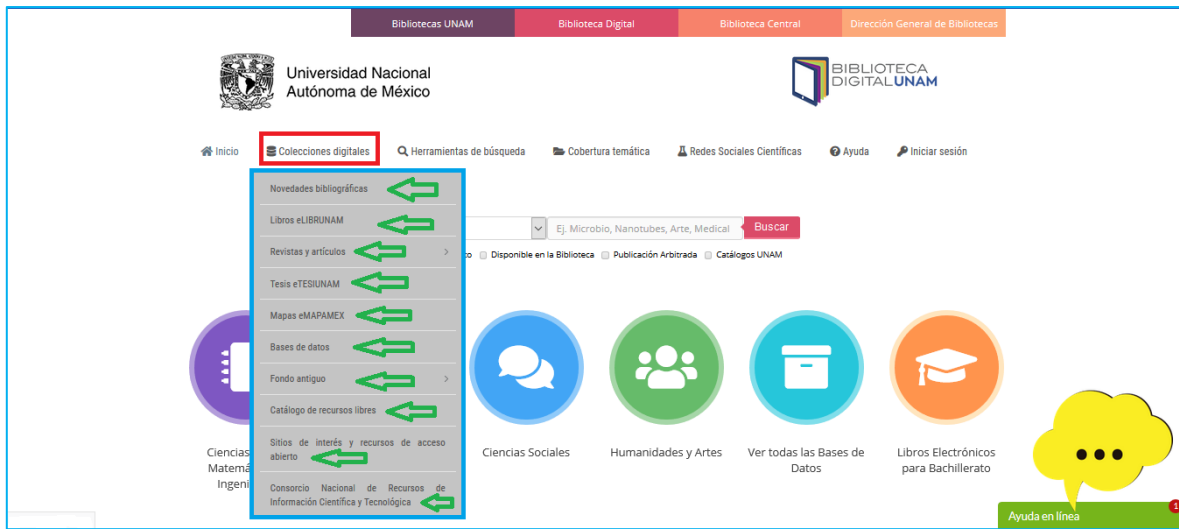 Bibliotecas UNAM
Biblioteca Digital
Biblioteca Central
Dirección General de Bibliotecas
Universidad Nacional
Autónoma de México
BIBLIOTECA
DIGITALUNAM
Inicio
Colecciones digitales
Herramientas de búsqueda
Cobertura temática
Redes Sociales Científicas
Ayuda
Iniciar sesión
Novedades bibliográficas
Libros eLIBRUNAM
Revistas y artículos
Tesis eTESIUNAM
Mapas eMAPAMEX
Bases de datos
Fondo antiguo
Catálogo de recursos libres
Sitios de interés y recursos de acceso
abierto
Consorcio Nacional de Recursos de
Información Científica y Tecnológica
Ej. Microbio, Nanotubes, Arte, Medical
Buscar
Disponible en la Biblioteca
Publicación Arbitrada
Catálogos UNAM
Ciencias
Ciencias Sociales
Humanidades y Artes
Ver todas las Bases de
Datos
Libros Electrónicos
para Bachillerato
Ayuda en línea
1